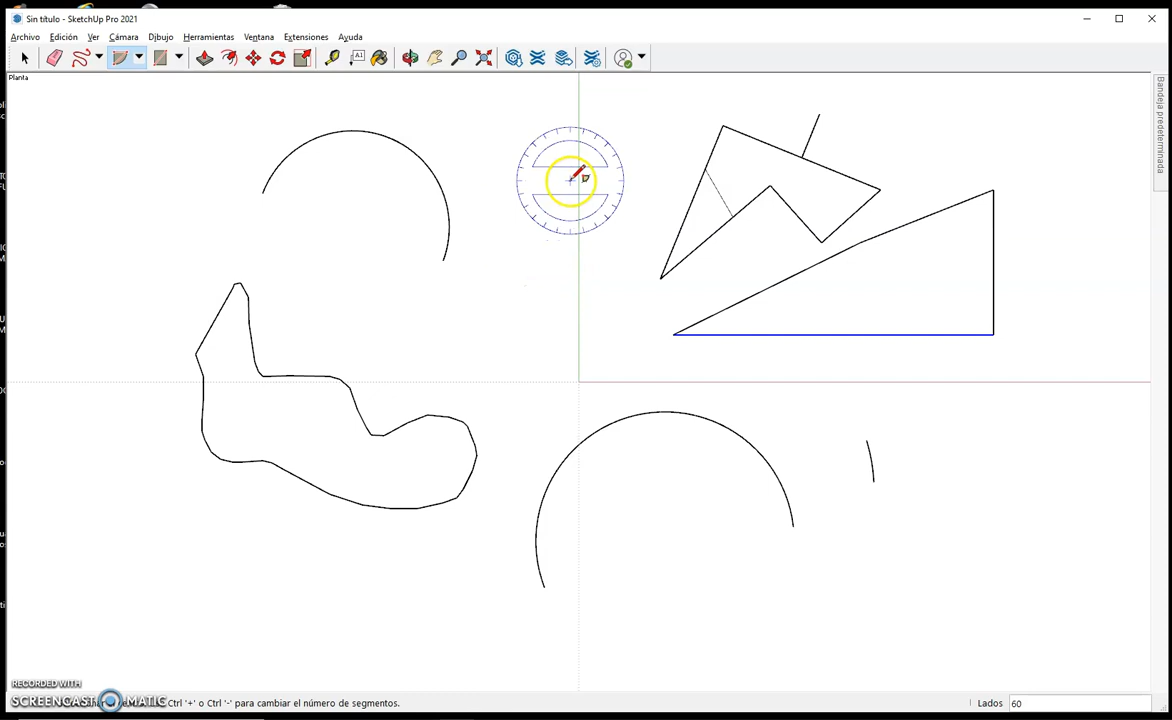 Sin título - SketchUp Pro 2021
Archivo Edición Ver Cámara Dibujo Herramientas Ventana Extensiones Ayuda
Planta
Bandeja predeterminada
RECORDED WITH
SCREENCAST MATIC
Ctrl '+' o Ctrl '-' para cambiar el número de segmentos.
Lados 60